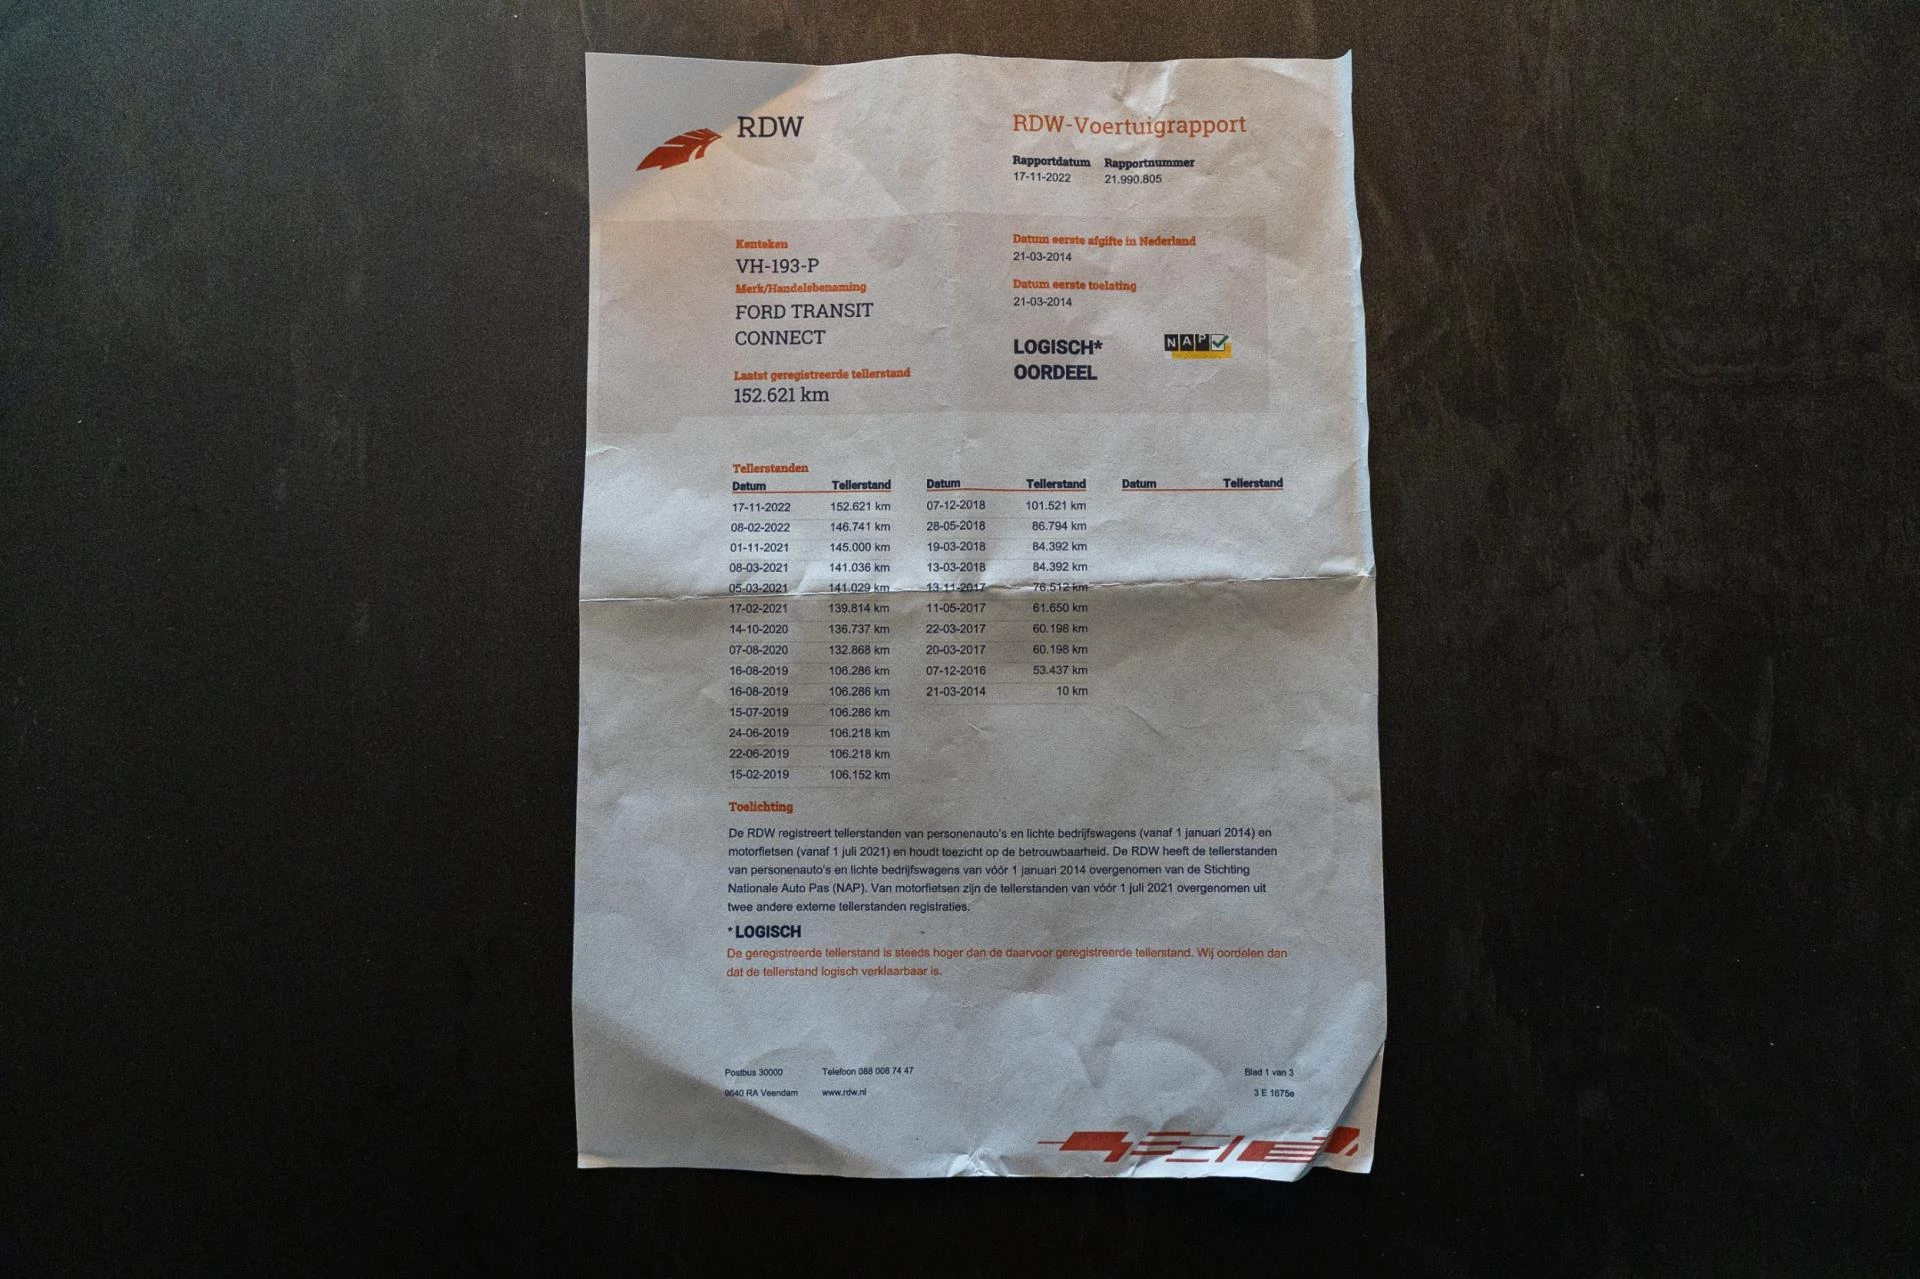 RDW
RDW-Voertuigrapport
Rapportdatum Rapportnummer
17-11-2022 21.990.805
Kenteken
VH-193-P
Merk/Handelsbenaming
FORD TRANSIT
CONNECT
Laatst geregistreerde tellerstand
152.621 km
Datum eerste afgifte in Nederland
21-03-2014
Datum eerste toelating
21-03-2014
LOGISCH*
OORDEEL
NAP
Tellerstanden
Datum Tellerstand Datum Tellerstand Datum Tellerstand
17-11-2022 152.621 km 07-12-2018 101.521 km
08-02-2022 146.741 km 28-05-2018 86.794 km
01-11-2021 145.000 km 19-03-2018 84.392 km
08-03-2021 141.036 km 13-03-2018 84.392 km
05-03-2021 141.029 km 13-11-2017 76.512 km
17-02-2021 139.814 km 11-05-2017 61.650 km
14-10-2020 136.737 km 22-03-2017 60.198 km
07-08-2020 132.868 km 20-03-2017 60.198 km
16-08-2019 106.286 km 07-12-2016 53.437 km
16-08-2019 106.286 km 21-03-2014 10 km
15-07-2019 106.286 km
24-06-2019 106.218 km
22-06-2019 106.218 km
15-02-2019 106.152 km
Toelichting
De RDW registreert tellerstanden van personenauto's en lichte bedrijfswagens (vanaf 1 januari 2014) en
motorfietsen (vanaf 1 juli 2021) en houdt toezicht op de betrouwbaarheid. De RDW heeft de tellerstanden
van personenauto's en lichte bedrijfswagens van vóór 1 januari 2014 overgenomen van de Stichting
Nationale Auto Pas (NAP). Van motorfietsen zijn de tellerstanden van vóór 1 juli 2021 overgenomen uit
twee andere externe tellerstanden registraties.
*LOGISCH
De geregistreerde tellerstand is steeds hoger dan de daarvoor geregistreerde tellerstand. Wij oordelen dan
dat de tellerstand logisch verklaarbaar is.
Postbus 30000 Telefoon 088 008 74 47 Blad 1 van 3
9640 RA Veendam www.rdw.nl 3 E 1675e